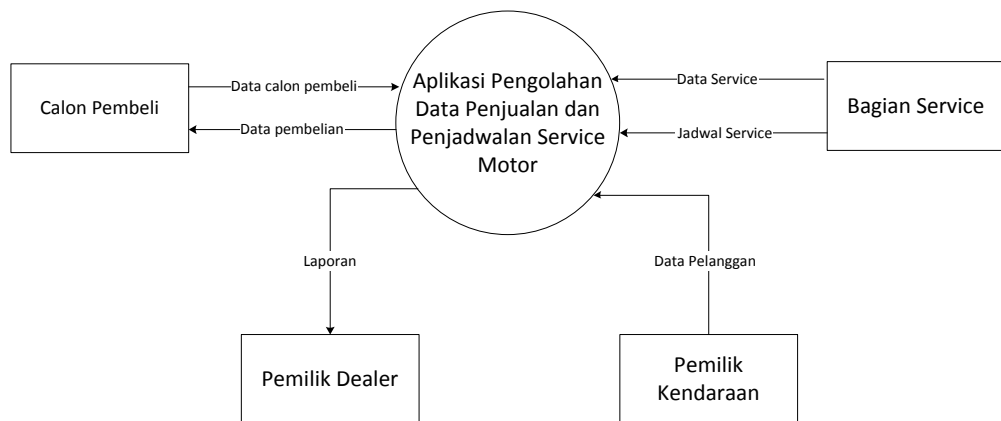 Calon Pembeli
Data calon pembeli
Data pembelian
Aplikasi Pengolahan
Data Penjualan dan
Penjadwalan Service
Motor
Data Service
Jadwal Service
Bagian Service
Laporan
Data Pelanggan
Pemilik Dealer
Pemilik
Kendaraan